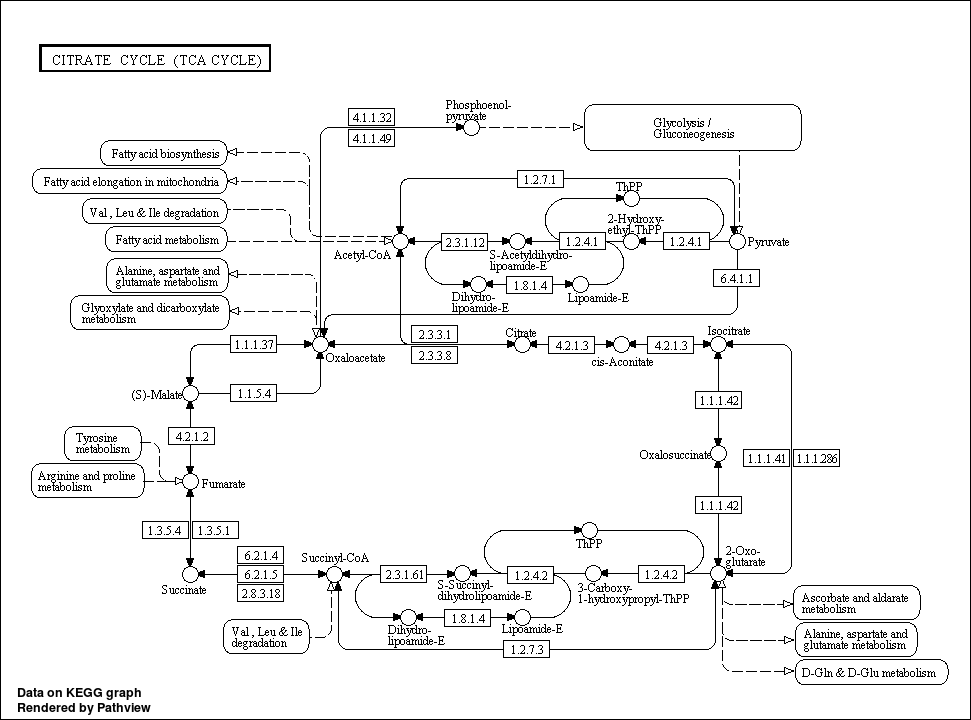 CITRATE CYCLE (TCA CYCLE)
Phosphoenol-
pyruvate
4.1.1.32
4.1.1.49
Glycolysis /
Gluconeogenesis
Fatty acid biosynthesis
Fatty acid elongation in mitochondria
Val , Leu & Ile degradation
Fatty acid metabolism
Alanine, aspartate and
glutamate metabolism
Glyoxylate and dicarboxylate
metabolism
1.2.7.1
ThPP
2-Hydroxy-
ethyl-ThPP
Acetyl-CoA
2.3.1.12
1.2.4.1
1.2.4.1
Pyruvate
S-Acetyldihydro-
lipoamide-E
6.4.1.1
1.8.1.4
Dihydro-
lipoamide-E
Lipoamide-E
1.1.1.37
Oxaloacetate
2.3.3.1
2.3.3.8
Citrate
4.2.1.3
cis-Aconitate
4.2.1.3
Isocitrate
(S)-Malate
1.1.5.4
1.1.1.42
4.2.1.2
Tyrosine
metabolism
Arginine and proline
metabolism
Fumarate
Oxalosuccinate
1.1.1.41
1.1.1.286
1.1.1.42
1.3.5.4
1.3.5.1
ThPP
2-Oxo-
glutarate
6.2.1.4
6.2.1.5
2.8.3.18
Succinate
Succinyl-CoA
2.3.1.61
S-Succinyl-
dihydrolipoamide-E
1.2.4.2
3-Carboxy-
1-hydroxypropyl-ThPP
1.2.4.2
1.8.1.4
Dihydro-
lipoamide-E
Lipoamide-E
1.2.7.3
Val , Leu & Ile
degradation
Ascorbate and aldarate
metabolism
Alanine, aspartate and
glutamate metabolism
D-Gln & D-Glu metabolism
Data on KEGG graph
Rendered by Pathview